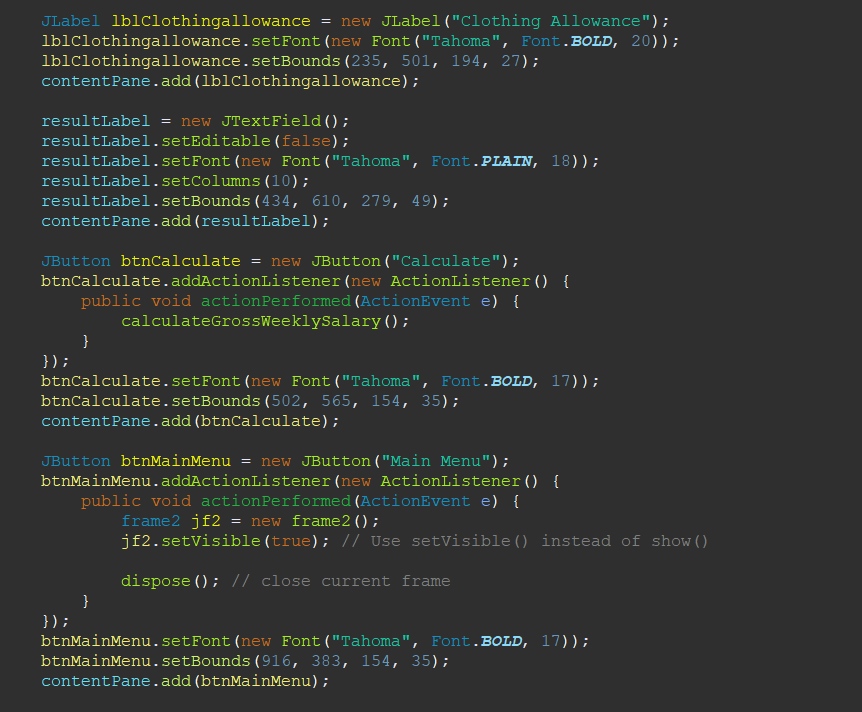 JLabel lblClothingallowance = new JLabel("Clothing Allowance");
lblClothingallowance.setFont(new Font("Tahoma", Font.BOLD, 20));
lblClothingallowance.setBounds(235, 501, 194, 27);
contentPane.add(lblClothingallowance);
resultLabel = new JTextField();
resultLabel.setEditable(false);
resultLabel.setFont(new Font("Tahoma", Font.PLAIN, 18));
resultLabel.setColumns(10);
resultLabel.setBounds(434, 610, 279, 49);
contentPane.add(resultLabel);
JButton btnCalculate = new JButton("Calculate");
btnCalculate.addActionListener(new ActionListener() {
    public void actionPerformed(ActionEvent e) {
        calculateGrossWeeklySalary();
    }
});
btnCalculate.setFont(new Font("Tahoma", Font.BOLD, 17));
btnCalculate.setBounds(502, 565, 154, 35);
contentPane.add(btnCalculate);
JButton btnMainMenu = new JButton("Main Menu");
btnMainMenu.addActionListener(new ActionListener() {
    public void actionPerformed(ActionEvent e) {
        frame2 jf2 = new frame2();
        jf2.setVisible(true); // Use setVisible() instead of show()
        dispose(); // close current frame
    }
});
btnMainMenu.setFont(new Font("Tahoma", Font.BOLD, 17));
btnMainMenu.setBounds(916, 383, 154, 35);
contentPane.add(btnMainMenu);